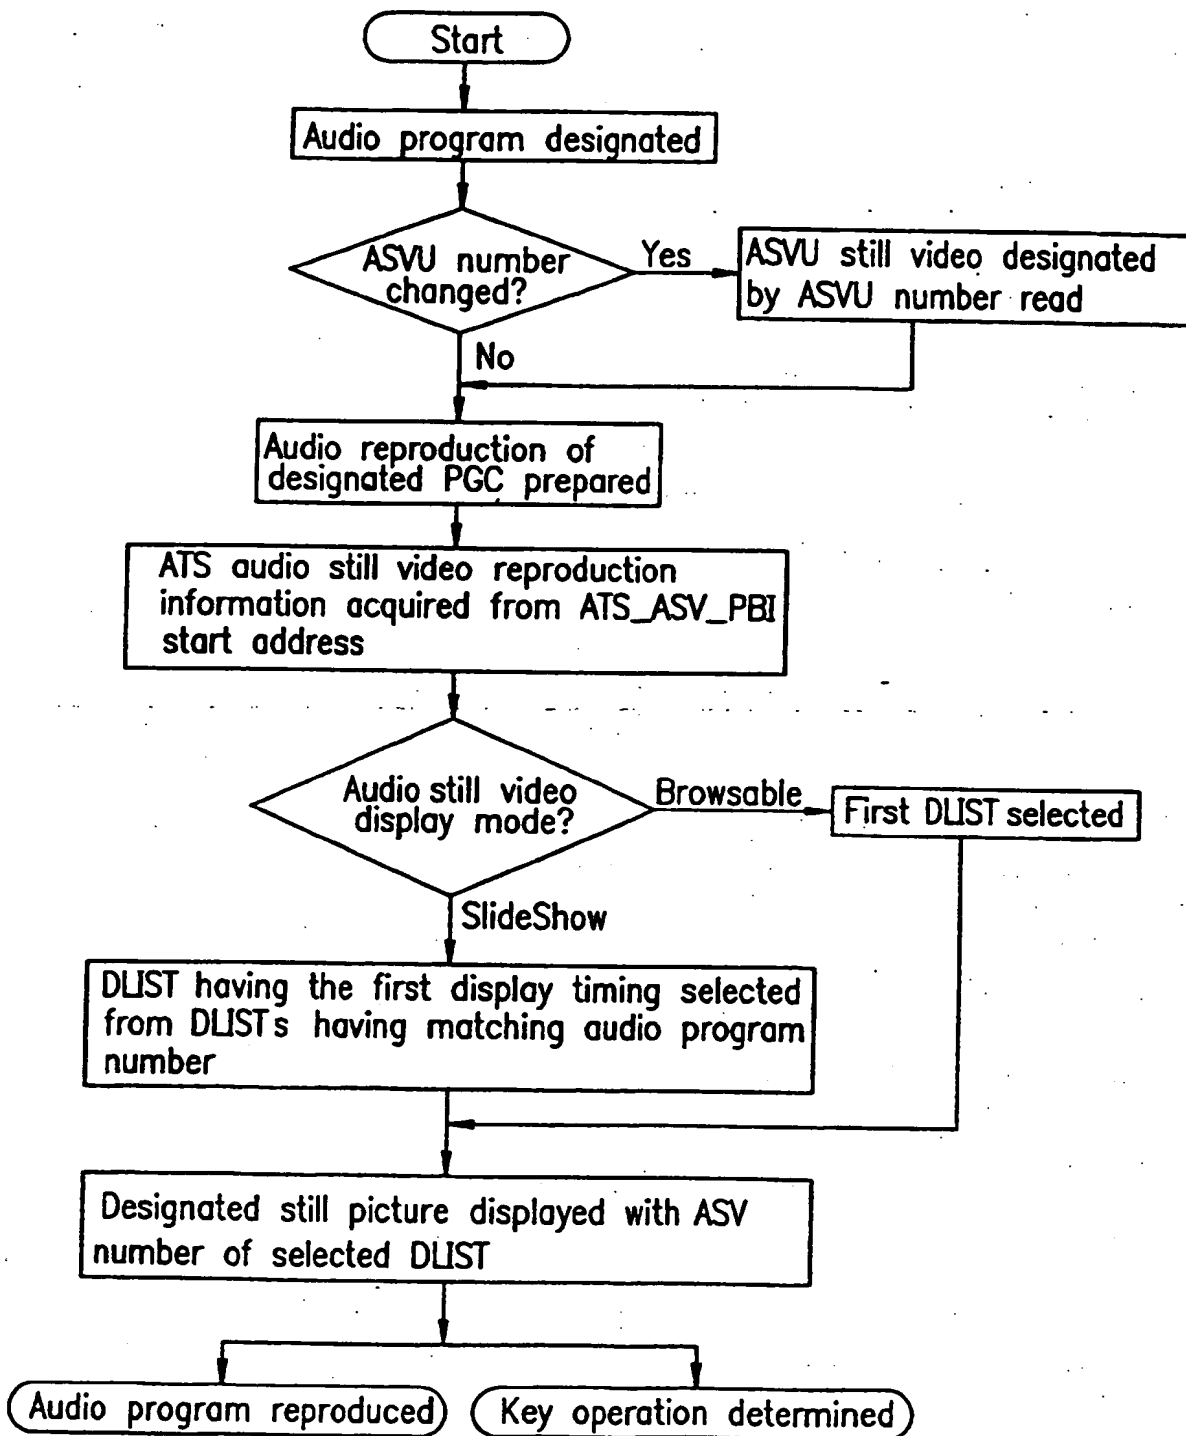 Start
Audio program designated
ASVU number
changed?
Yes
ASVU still video designated
by ASVU number read
No
Audio reproduction of
designated PGC prepared
ATS audio still video reproduction
information acquired from ATS_ASV_PBI
start address
Audio still video
display mode?
Browsable
First DLIST selected
SlideShow
DLIST having the first display timing selected
from DLISTs having matching audio program
number
Designated still picture displayed with ASV
number of selected DLIST
Audio program reproduced
Key operation determined